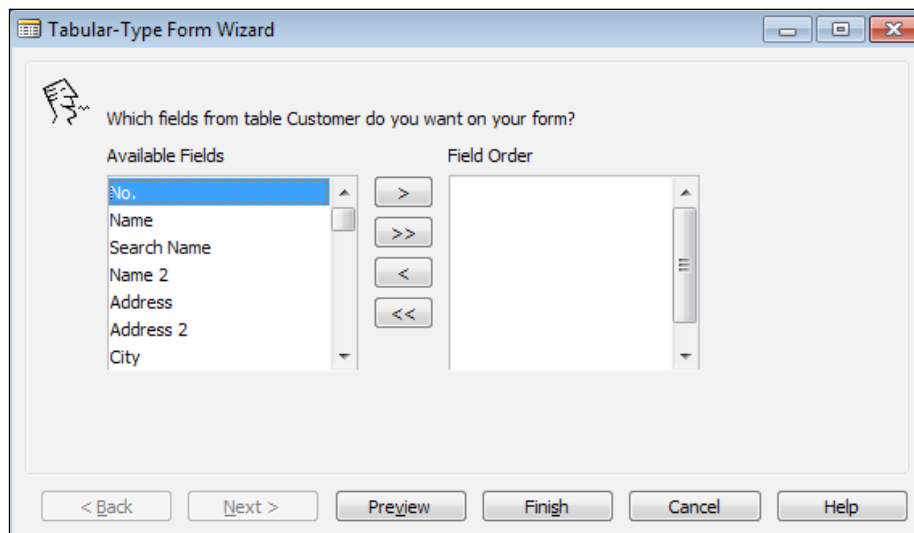 Tabular-Type Form Wizard
Which fields from table Customer do you want on your form?
Available Fields
Field Order
No.
Name
Search Name
Name 2
Address
Address 2
City
>
>>
<
<<
< Back
Next >
Preview
Finish
Cancel
Help